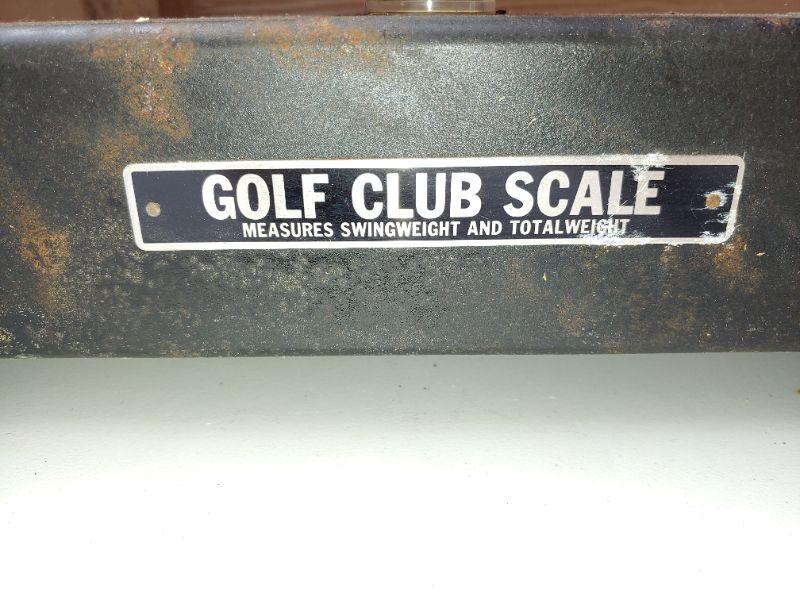 GOLF CLUB SCALE
MEASURES SWINGWEIGHT AND TOTALWEIGHT